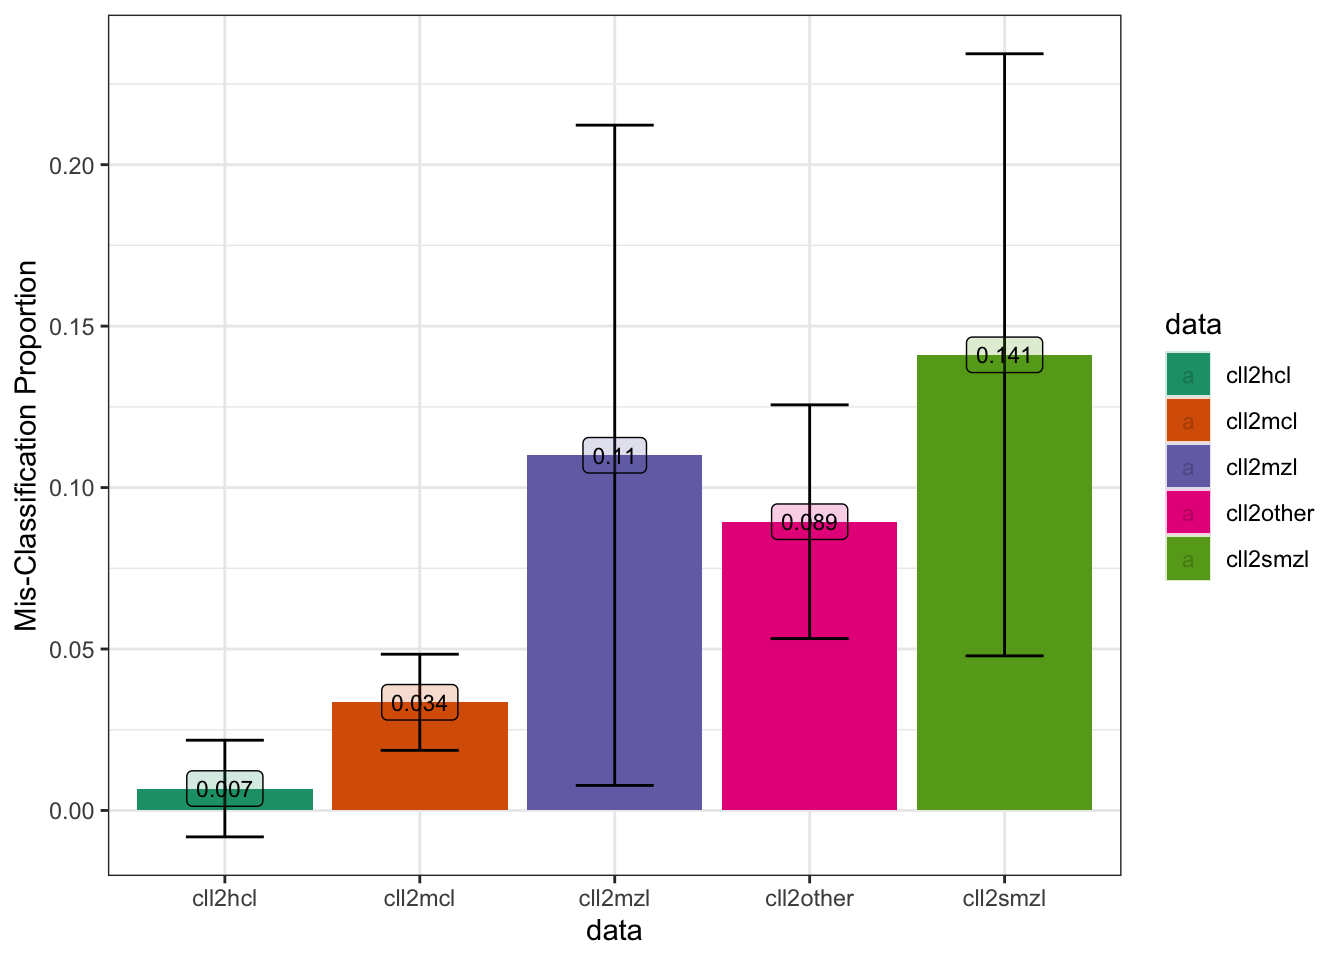 Mis-Classification Proportion
0.20
0.15
0.10
0.05
0.00
0.007
0.034
0.11
0.089
0.141
cll2hcl
cll2mcl
cll2mzl
cll2other
cll2smzl
data
data
a cll2hcl
a cll2mcl
a cll2mzl
a cll2other
a cll2smzl